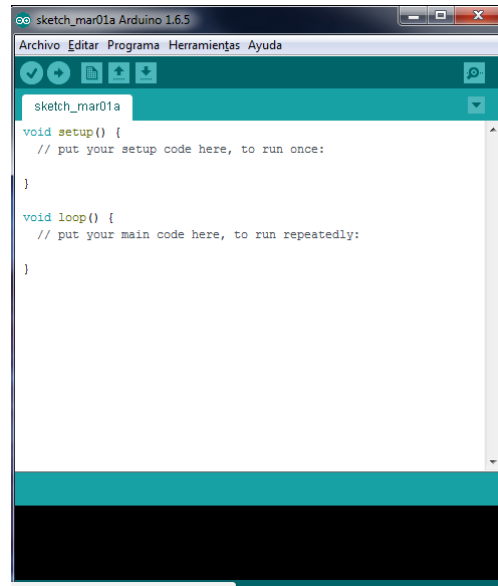 sketch_mar01a Arduino 1.6.5
Archivo Editar Programa Herramientas Ayuda
sketch_mar01a
void setup() {
  // put your setup code here, to run once:
}
void loop() {
  // put your main code here, to run repeatedly:
}